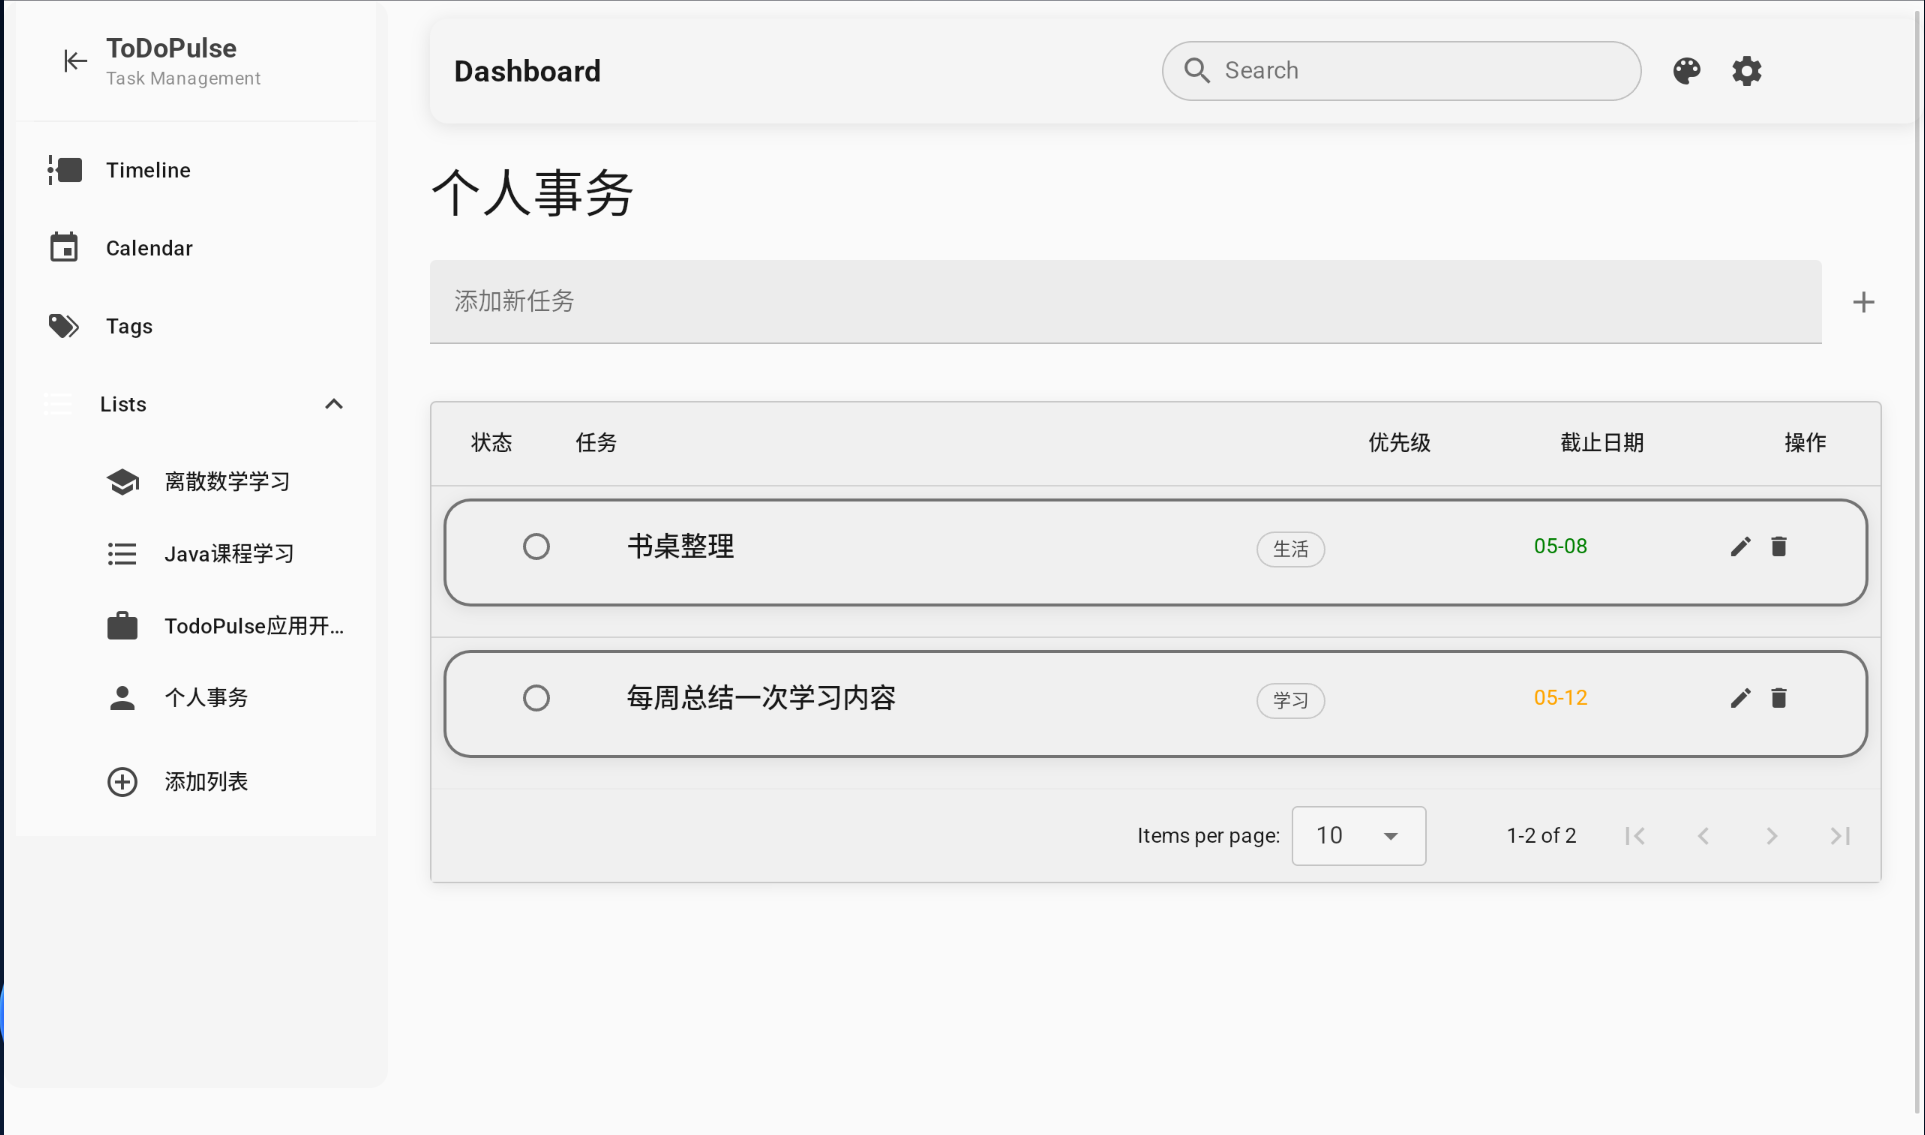 ToDoPulse
Task Management
Dashboard
Search
Timeline
Calendar
Tags
Lists
离散数学学习
Java课程学习
TodoPulse应用开...
个人事务
添加列表
个人事务
添加新任务
状态 任务 优先级 截止日期 操作
书桌整理 生活 05-08
每周总结一次学习内容 学习 05-12
Items per page: 10 1-2 of 2